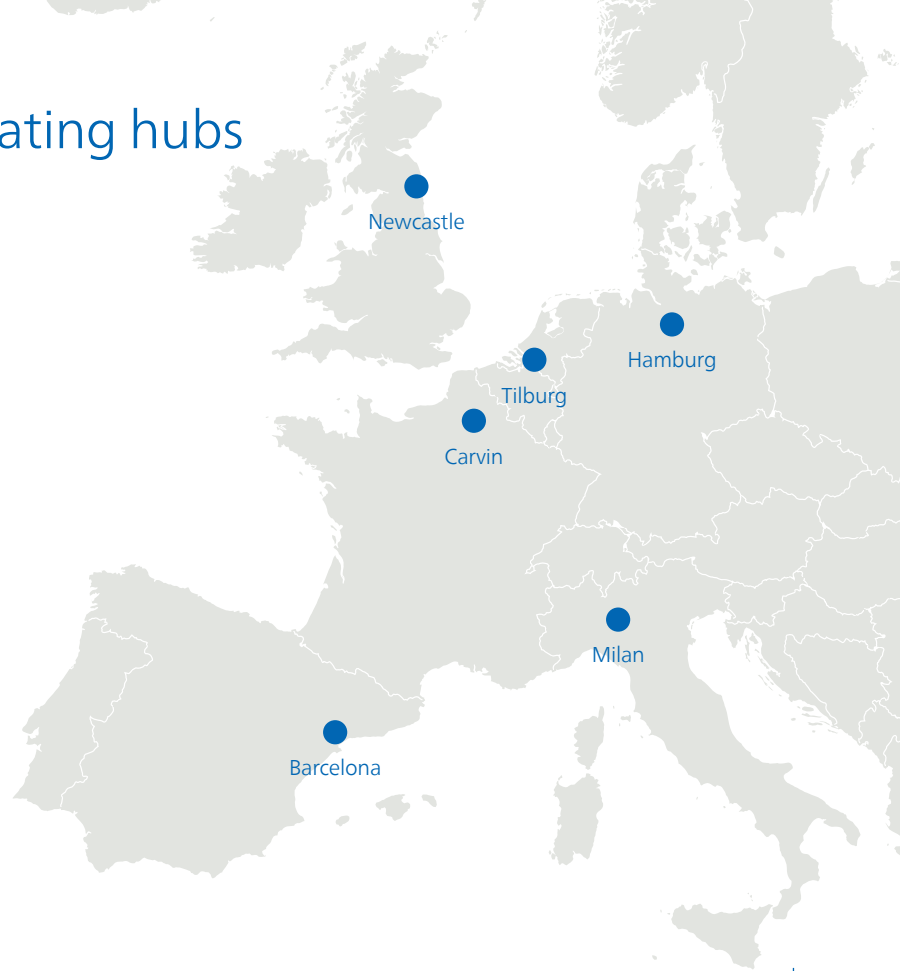 ating hubs
Newcastle
Hamburg
Tilburg
Carvin
Milan
Barcelona